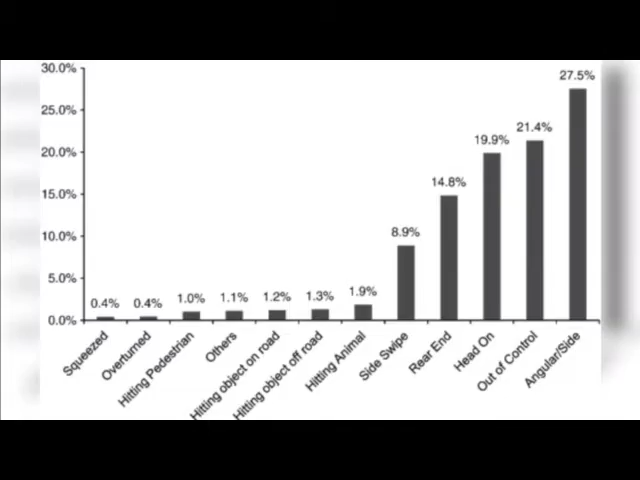 30.0%
25.0%
20.0%
15.0%
10.0%
5.0%
0.0%
0.4%
0.4%
1.0%
1.1%
1.2%
1.3%
1.9%
8.9%
14.8%
19.9%
21.4%
27.5%
Squeezed
Overturned
Hitting Pedestrian
Others
Hitting object on road
Hitting object off road
Hitting Animal
Side Swipe
Rear End
Head On
Out of Control
Angular/Side